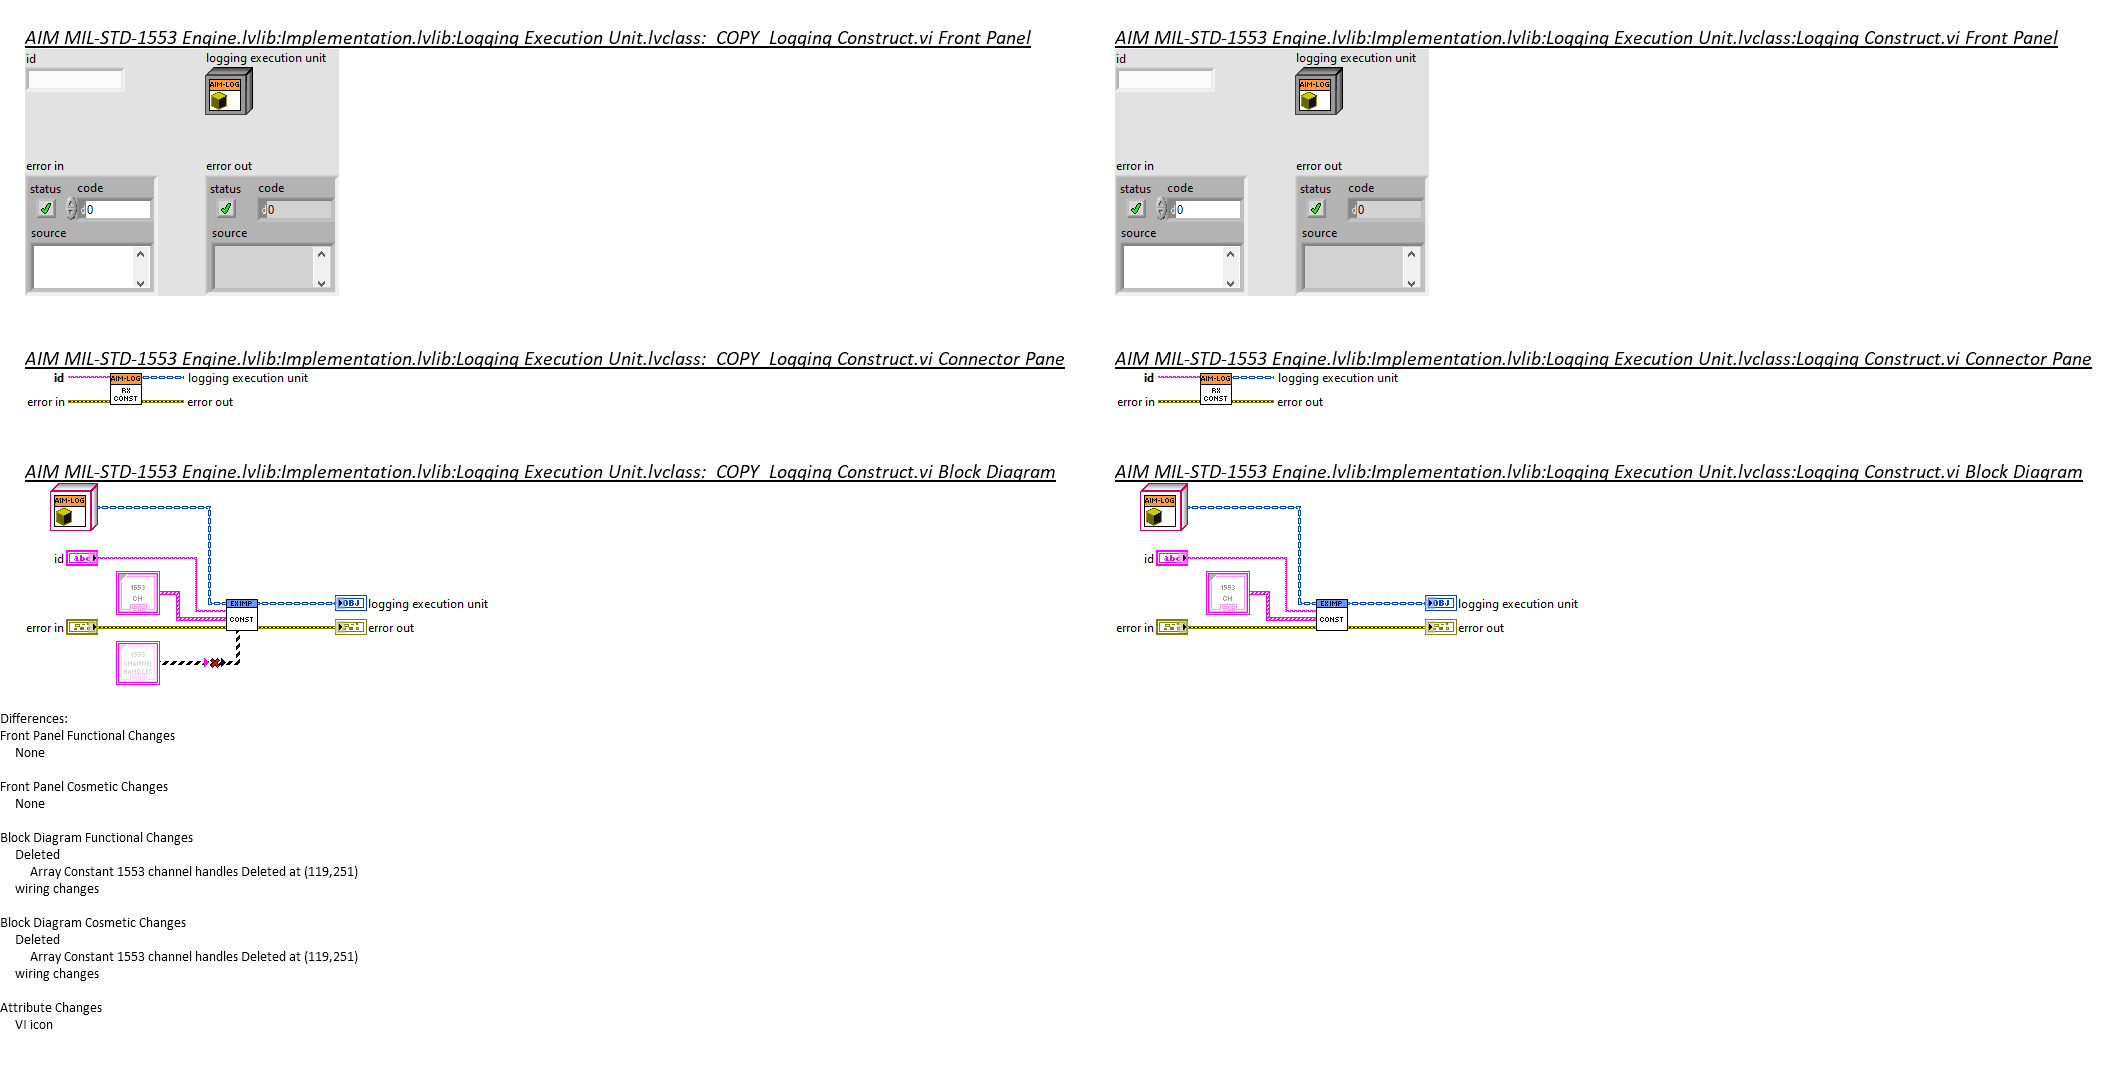 AIM MIL-STD-1553 Engine.lvlib:Implementation.lvlib:Logging Execution Unit.lvclass:_COPY_Logging Construct.vi Front Panel
id
logging execution unit
AIM-LOG
error in
error out
status code
0
status code
0
source
source
AIM MIL-STD-1553 Engine.lvlib:Implementation.lvlib:Logging Execution Unit.lvclass:_COPY_Logging Construct.vi Connector Pane
id
AIM-LOG
RX
CONST
logging execution unit
error in
error out
AIM MIL-STD-1553 Engine.lvlib:Implementation.lvlib:Logging Execution Unit.lvclass:_COPY_Logging Construct.vi Block Diagram
AIM-LOG
id
abc
1553
CH
EXIMP
CONST
OBJ
logging execution unit
error in
error out
1553
CHANNEL
HANDLES
AIM MIL-STD-1553 Engine.lvlib:Implementation.lvlib:Logging Execution Unit.lvclass:Logging Construct.vi Front Panel
id
logging execution unit
AIM-LOG
error in
error out
status code
0
status code
0
source
source
AIM MIL-STD-1553 Engine.lvlib:Implementation.lvlib:Logging Execution Unit.lvclass:Logging Construct.vi Connector Pane
id
AIM-LOG
RX
CONST
logging execution unit
error in
error out
AIM MIL-STD-1553 Engine.lvlib:Implementation.lvlib:Logging Execution Unit.lvclass:Logging Construct.vi Block Diagram
AIM-LOG
id
abc
1553
CH
EXIMP
CONST
OBJ
logging execution unit
error in
error out
Differences:
Front Panel Functional Changes
None
Front Panel Cosmetic Changes
None
Block Diagram Functional Changes
Deleted
Array Constant 1553 channel handles Deleted at (119,251)
wiring changes
Block Diagram Cosmetic Changes
Deleted
Array Constant 1553 channel handles Deleted at (119,251)
wiring changes
Attribute Changes
VI icon